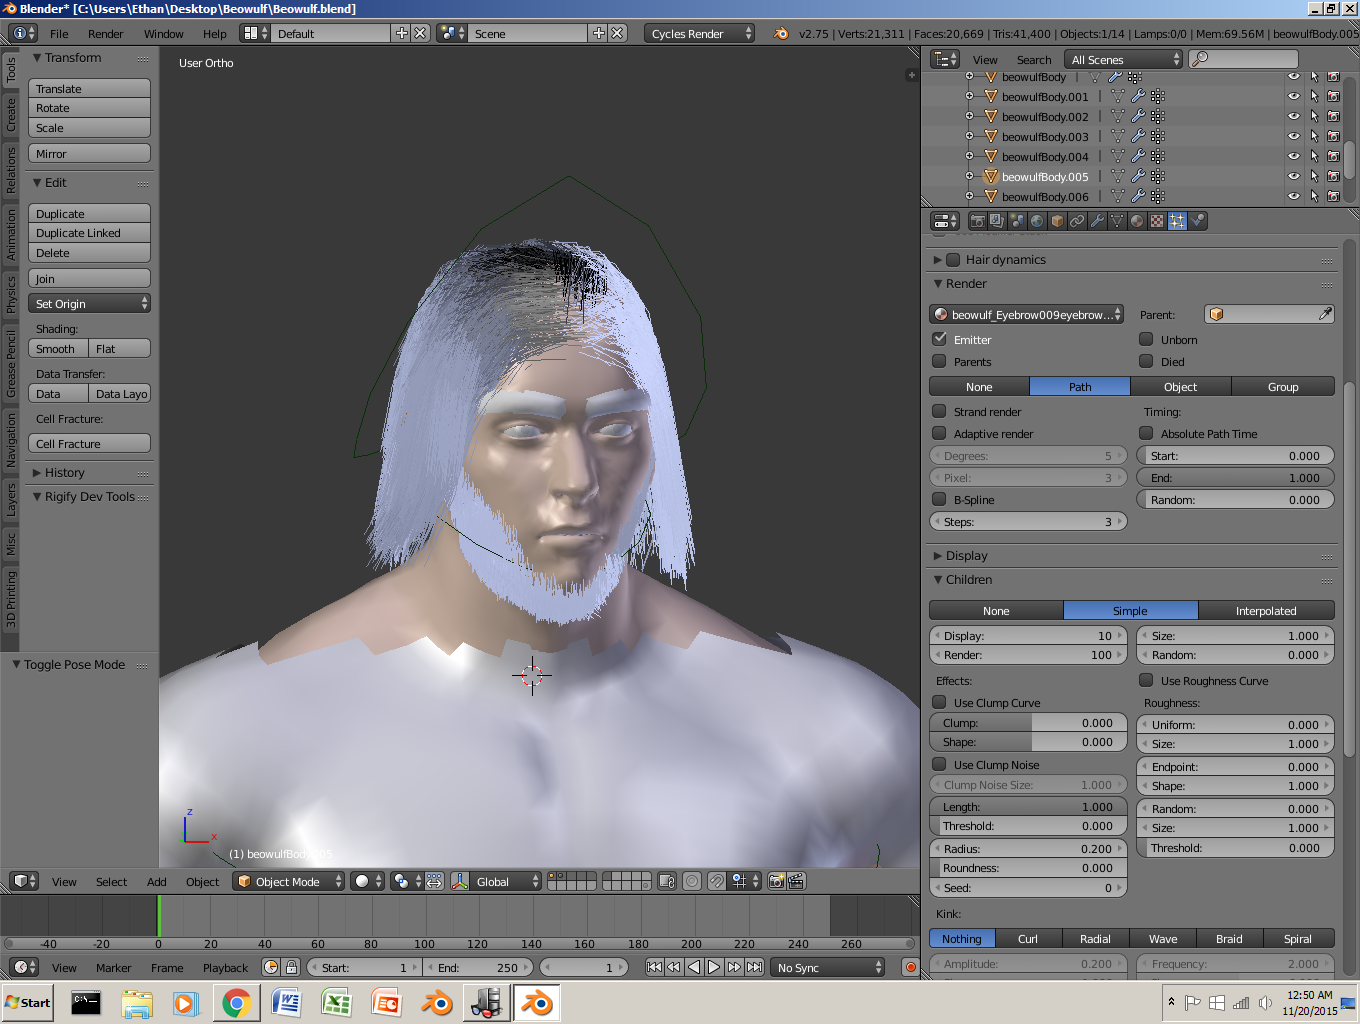 Blender* [C:\Users\Ethan\Desktop\Beowulf\Beowulf.blend]
File Render Window Help Default Scene Cycles Render v2.75 | Verts:21,311 | Faces:20,669 | Tris:41,400 | Objects:1/14 | Lamps:0/0 | Mem:69.56M | beowulfBody.005
Tools
Create
Relations
Animation
Physics
Grease Pencil
Navigation
Layers
Misc
3D Printing
Transform
Translate
Rotate
Scale
Mirror
Edit
Duplicate
Duplicate Linked
Delete
Join
Set Origin
Shading:
Smooth Flat
Data Transfer:
Data Data Layo
Cell Fracture:
Cell Fracture
History
Rigify Dev Tools
Toggle Pose Mode
User Ortho
z
x
(1) beowulfBody.005
View Select Add Object Object Mode Global
-40 -20 0 20 40 60 80 100 120 140 160 180 200 220 240 260
View Marker Frame Playback Start: 1 End: 250 1 No Sync
View Search All Scenes
beowulfBody
beowulfBody.001
beowulfBody.002
beowulfBody.003
beowulfBody.004
beowulfBody.005
beowulfBody.006
Hair dynamics
Render
beowulf_Eyebrow009eyebrow... Parent:
Emitter Unborn
Parents Died
None Path Object Group
Strand render Timing:
Adaptive render Absolute Path Time
Degrees: 5 Start: 0.000
Pixel: 3 End: 1.000
B-Spline Random: 0.000
Steps: 3
Display
Children
None Simple Interpolated
Display: 10 Size: 1.000
Render: 100 Random: 0.000
Effects: Use Roughness Curve
Use Clump Curve Roughness:
Clump: 0.000 Uniform: 0.000
Shape: 0.000 Size: 1.000
Use Clump Noise Endpoint: 0.000
Clump Noise Size: 1.000 Shape: 1.000
Length: 1.000 Random: 0.000
Threshold: 0.000 Size: 1.000
Radius: 0.200 Threshold: 0.000
Roundness: 0.000
Seed: 0
Kink:
Nothing Curl Radial Wave Braid Spiral
Amplitude: 0.200 Frequency: 2.000
Start 12:50 AM
11/20/2015